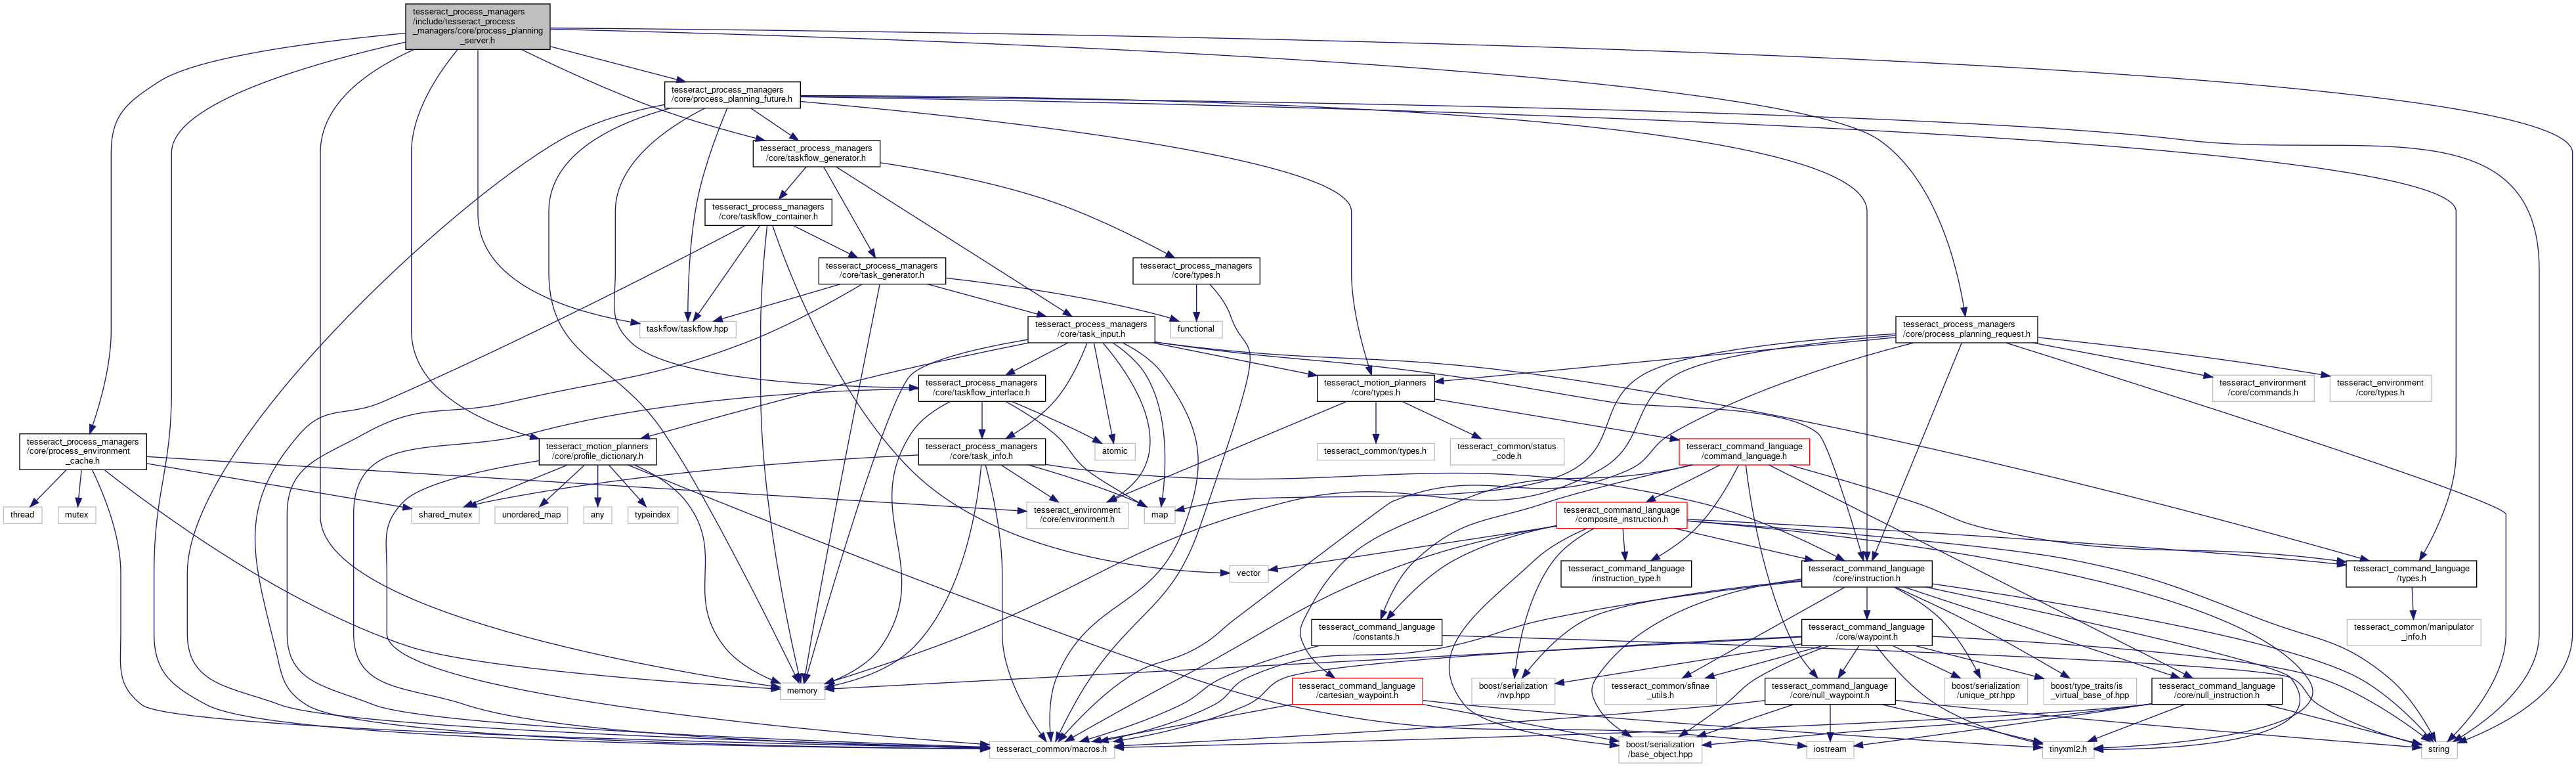 tesseract_process_managers
/include/tesseract_process
_managers/core/process_planning
_server.h
tesseract_process_managers
/core/process_planning_future.h
tesseract_process_managers
/core/taskflow_generator.h
tesseract_process_managers
/core/taskflow_container.h
tesseract_process_managers
/core/task_generator.h
tesseract_process_managers
/core/types.h
taskflow/taskflow.hpp
tesseract_process_managers
/core/task_input.h
functional
tesseract_process_managers
/core/process_planning_request.h
tesseract_process_managers
/core/taskflow_interface.h
tesseract_motion_planners
/core/types.h
tesseract_environment
/core/commands.h
tesseract_environment
/core/types.h
tesseract_process_managers
/core/process_environment
_cache.h
tesseract_motion_planners
/core/profile_dictionary.h
tesseract_process_managers
/core/task_info.h
atomic
tesseract_common/types.h
tesseract_common/status
_code.h
tesseract_command_language
/command_language.h
thread
mutex
shared_mutex
unordered_map
any
typeindex
tesseract_environment
/core/environment.h
map
tesseract_command_language
/composite_instruction.h
vector
tesseract_command_language
/instruction_type.h
tesseract_command_language
/core/instruction.h
tesseract_command_language
/types.h
tesseract_command_language
/constants.h
tesseract_command_language
/core/waypoint.h
tesseract_common/manipulator
_info.h
memory
tesseract_command_language
/cartesian_waypoint.h
boost/serialization
/nvp.hpp
tesseract_common/sfinae
_utils.h
tesseract_command_language
/core/null_waypoint.h
boost/serialization
/unique_ptr.hpp
boost/type_traits/is
_virtual_base_of.hpp
tesseract_command_language
/core/null_instruction.h
tesseract_common/macros.h
boost/serialization
/base_object.hpp
iostream
tinyxml2.h
string